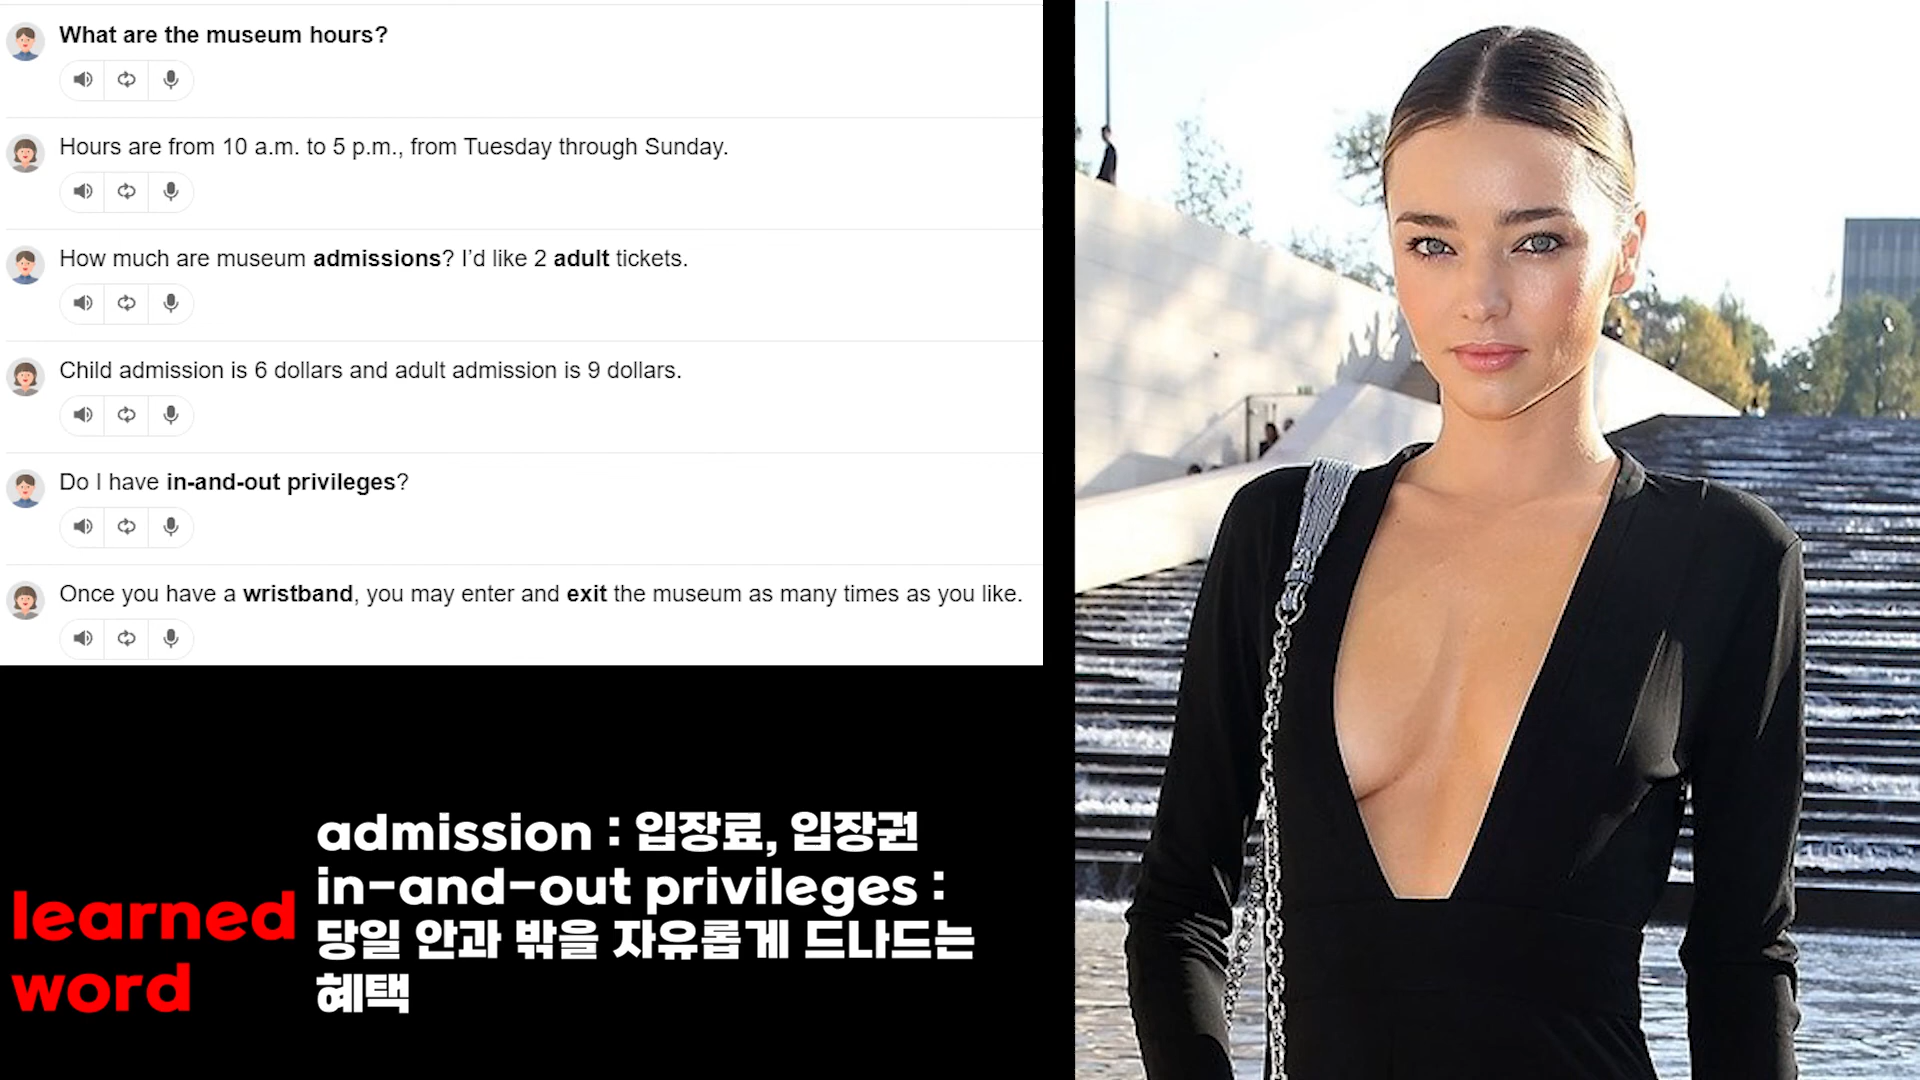 What are the museum hours?
Hours are from 10 a.m. to 5 p.m., from Tuesday through Sunday.
How much are museum admissions? I’d like 2 adult tickets.
Child admission is 6 dollars and adult admission is 9 dollars.
Do I have in-and-out privileges?
Once you have a wristband, you may enter and exit the museum as many times as you like.
learned
word
admission : 입장료, 입장권
in-and-out privileges :
당일 안과 밖을 자유롭게 드나드는
혜택